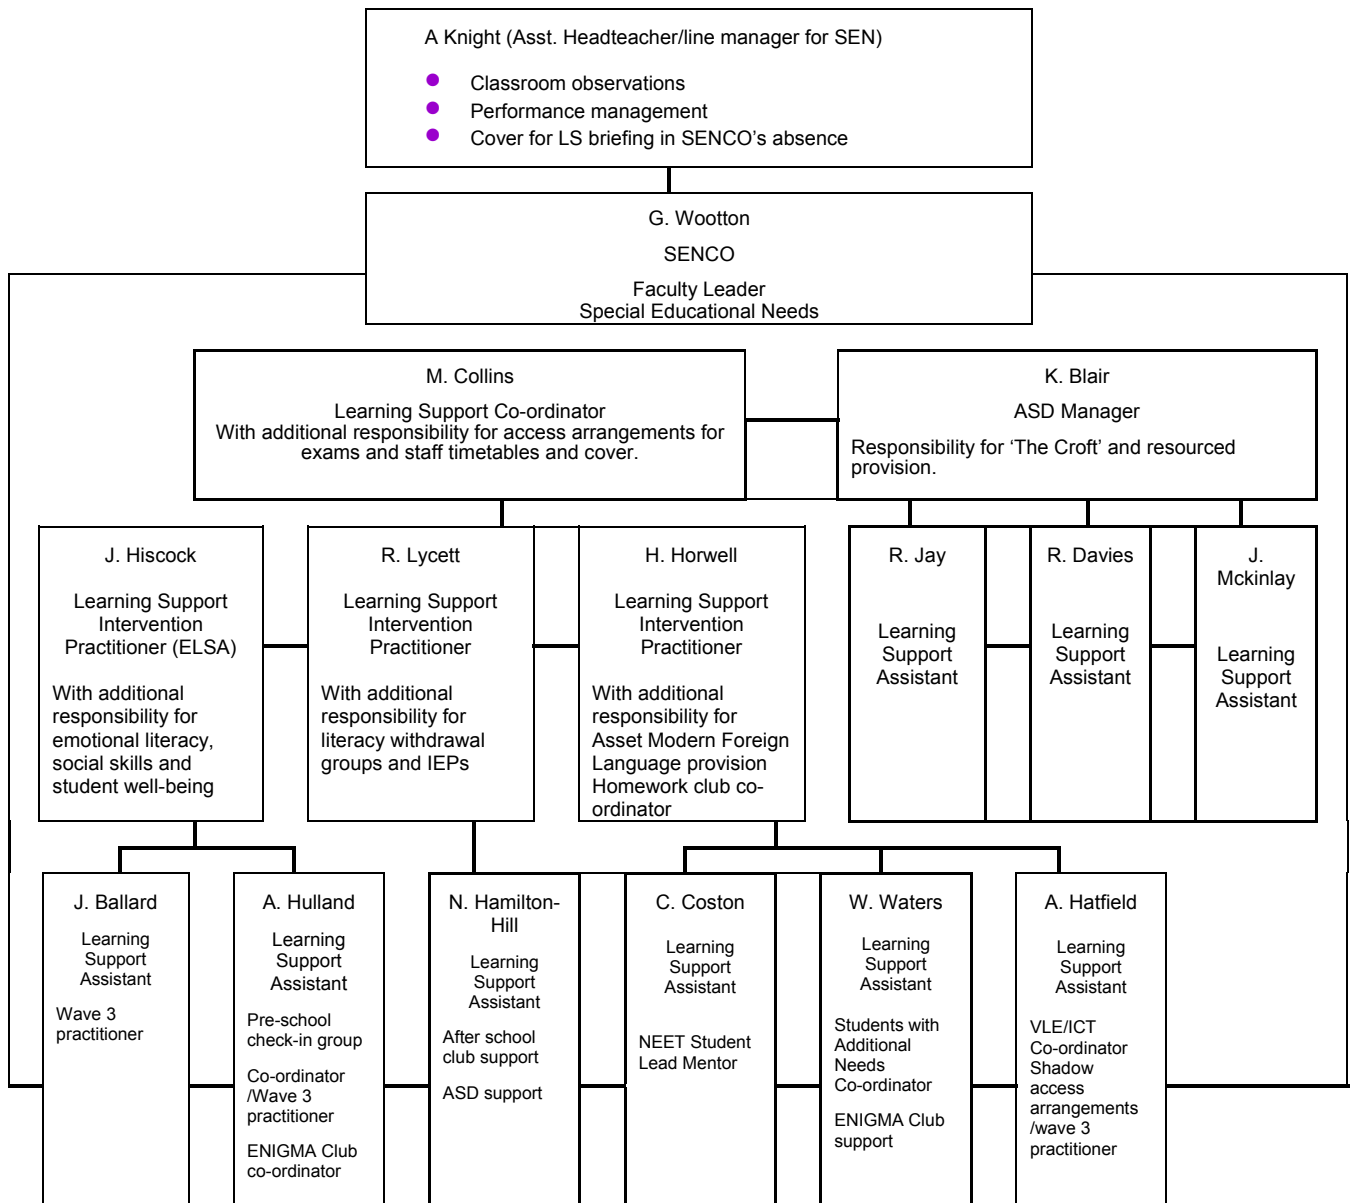 A Knight (Asst. Headteacher/line manager for SEN)
Classroom observations
Performance management
Cover for LS briefing in SENCO's absence
G. Wootton
SENCO
Faculty Leader
Special Educational Needs
M. Collins
Learning Support Co-ordinator
With additional responsibility for access arrangements for
exams and staff timetables and cover.
K. Blair
ASD Manager
Responsibility for 'The Croft' and resourced
provision.
J. Hiscock
Learning Support
Intervention
Practitioner (ELSA)
With additional
responsibility for
emotional literacy,
social skills and
student well-being
R. Lycett
Learning Support
Intervention
Practitioner
With additional
responsibility for
literacy withdrawal
groups and IEPs
H. Horwell
Learning Support
Intervention
Practitioner
With additional
responsibility for
Asset Modern Foreign
Language provision
Homework club co-
ordinator
R. Jay
Learning
Support
Assistant
R. Davies
Learning
Support
Assistant
J.
Mckinlay
Learning
Support
Assistant
J. Ballard
Learning
Support
Assistant
Wave 3
practitioner
A. Hulland
Learning
Support
Assistant
Pre-school
check-in group
Co-ordinator
/Wave 3
practitioner
ENIGMA Club
co-ordinator
N. Hamilton-
Hill
Learning
Support
Assistant
After school
club support
ASD support
C. Coston
Learning
Support
Assistant
NEET Student
Lead Mentor
W. Waters
Learning
Support
Assistant
Students with
Additional
Needs
Co-ordinator
ENIGMA Club
support
A. Hatfield
Learning
Support
Assistant
VLE/ICT
Co-ordinator
Shadow
access
arrangements
/wave 3
practitioner